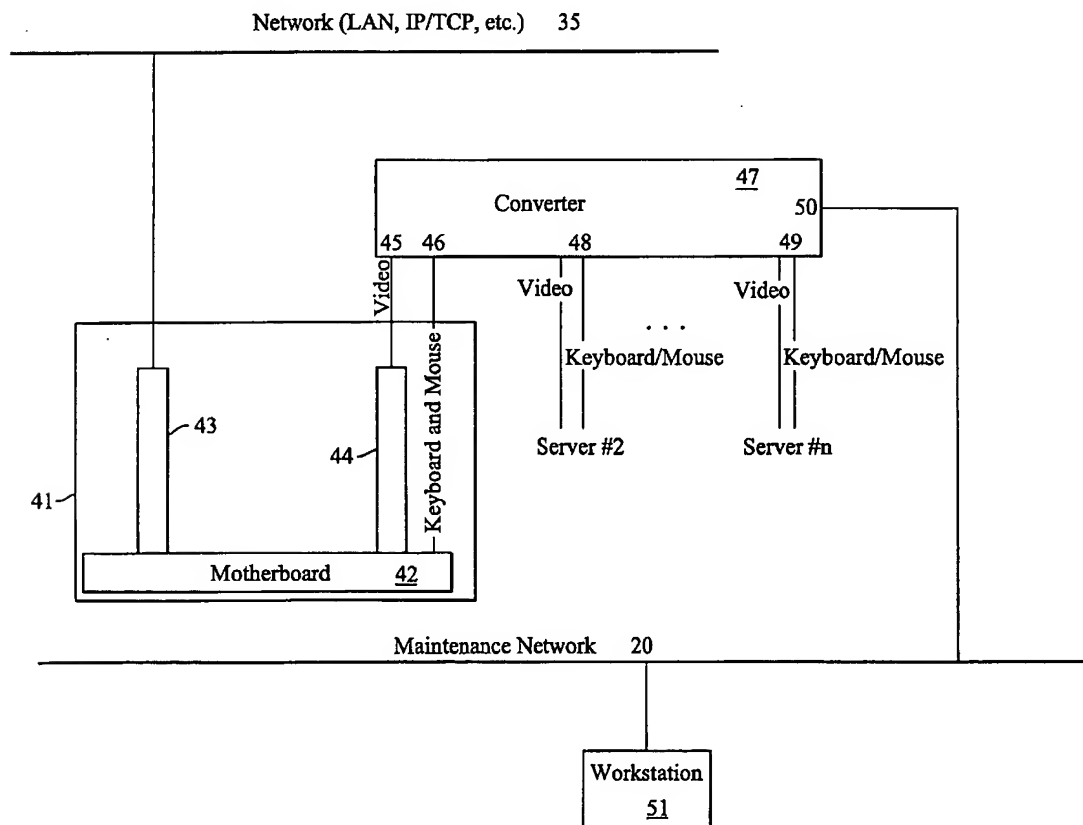 Network (LAN, IP/TCP, etc.) 35
47
Converter
50
45 46 48 49
Video
Video
Video
. . .
Keyboard/Mouse
Keyboard/Mouse
Keyboard and Mouse
43
44
41
Server #2
Server #n
Motherboard 42
Maintenance Network 20
Workstation
51